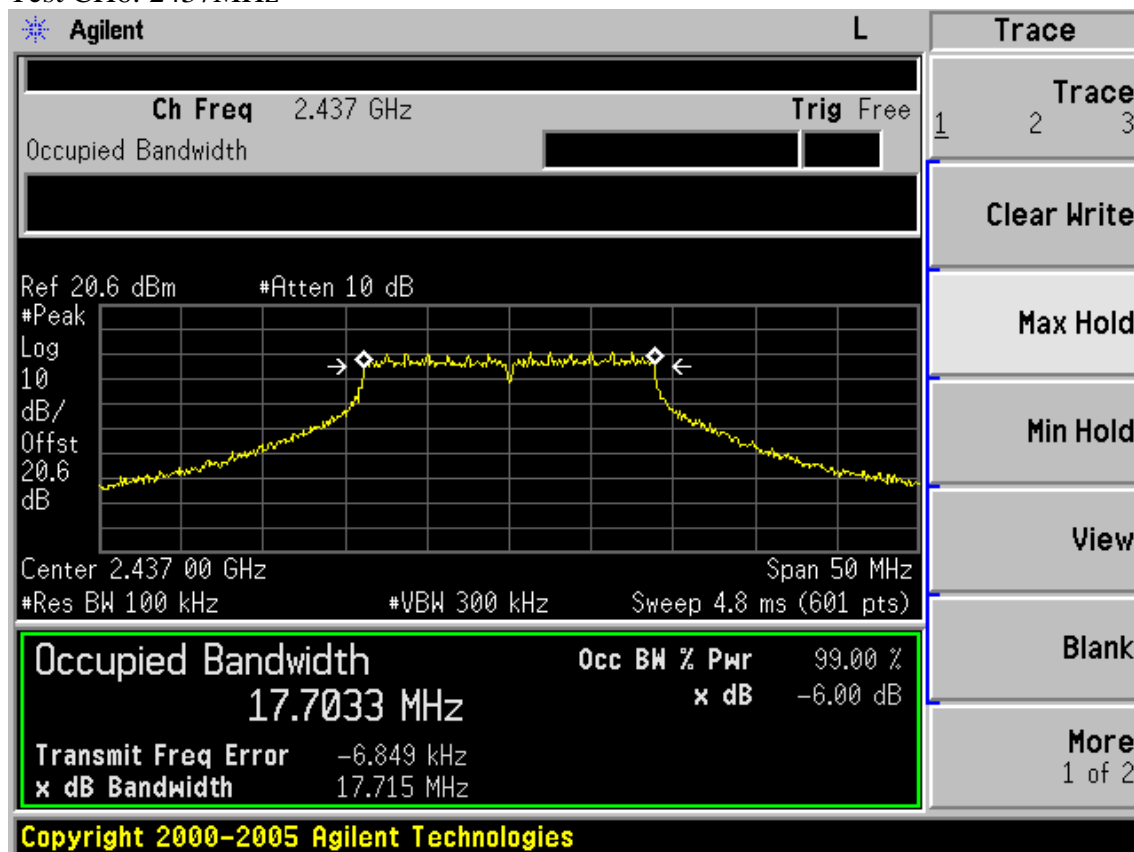 Test CH6: 2437MHz
Agilent L Trace
Ch Freq 2.437 GHz Trig Free
Occupied Bandwidth
Trace
1 2 3
Clear Write
Max Hold
Min Hold
View
Blank
More
1 of 2
Ref 20.6 dBm #Atten 10 dB
#Peak
Log
10
dB/
Offst
20.6
dB
Center 2.437 00 GHz Span 50 MHz
#Res BW 100 kHz #VBW 300 kHz Sweep 4.8 ms (601 pts)
Occupied Bandwidth Occ BW % Pwr 99.00 %
17.7033 MHz x dB -6.00 dB
Transmit Freq Error -6.849 kHz
x dB Bandwidth 17.715 MHz
Copyright 2000-2005 Agilent Technologies